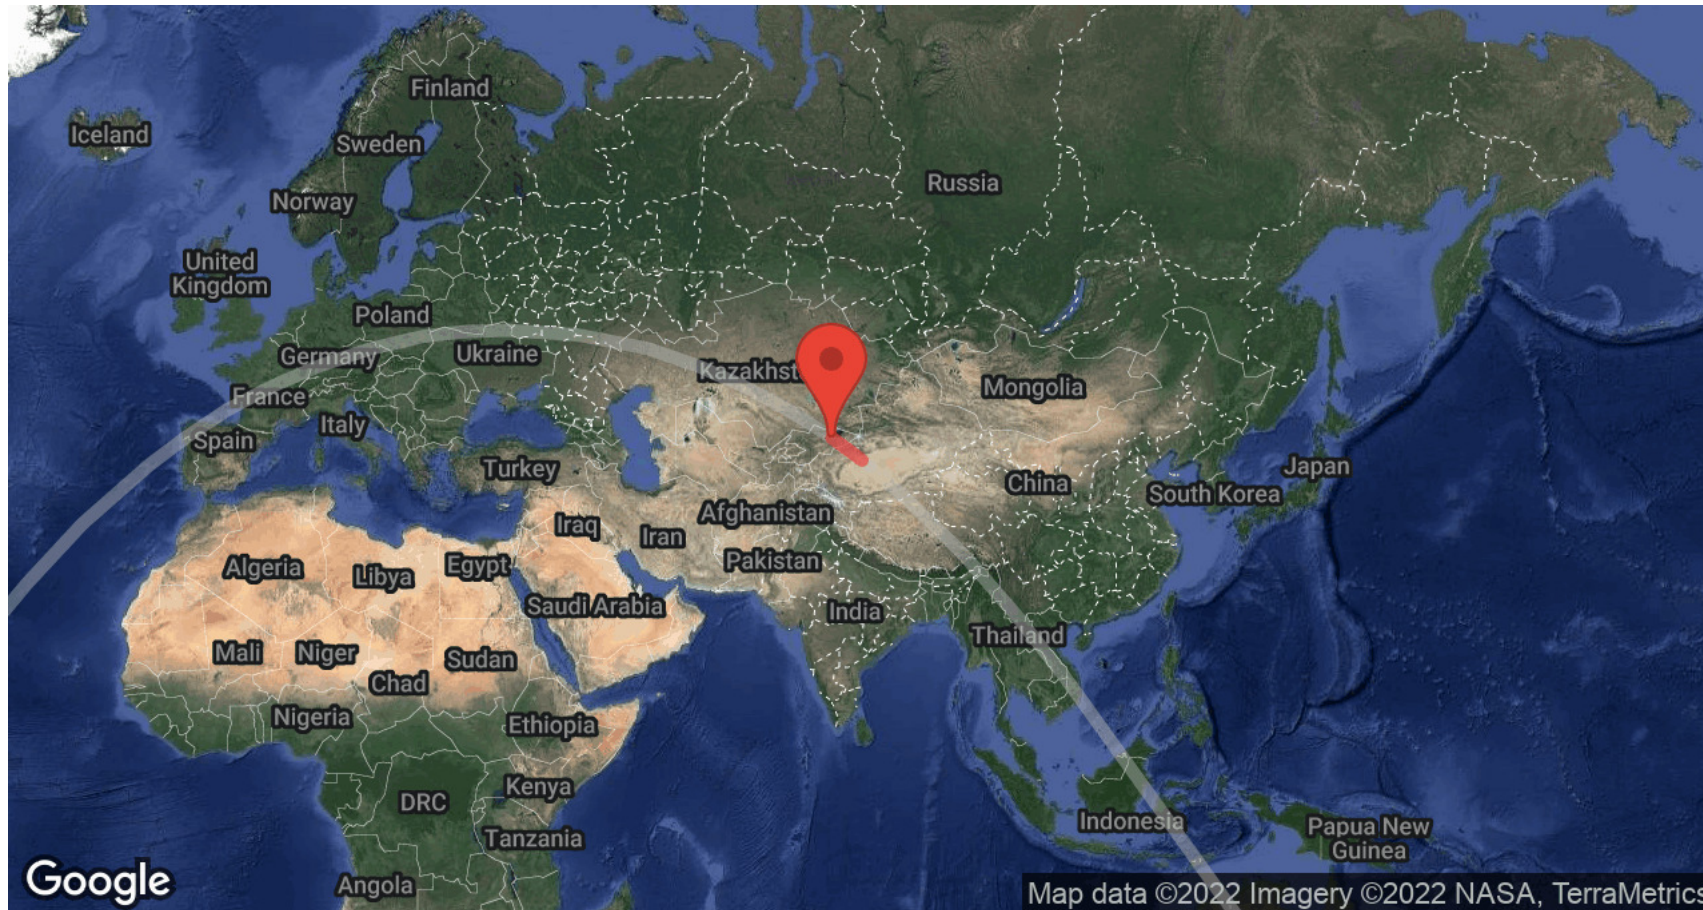 Finland
Iceland
Sweden
Russia
Norway
United
Kingdom
Poland
Germany
Ukraine
Kazakhst
Mongolia
France
Italy
Spain
Turkey
Japan
China
South Korea
Afghanistan
Iraq
Iran
Pakistan
Algeria
Libya
Egypt
Saudi Arabia
India
Thailand
Mali
Niger
Sudan
Chad
Nigeria
Ethiopia
Kenya
DRC
Indonesia
Papua New
Guinea
Tanzania
Angola
Google
Map data ©2022 Imagery ©2022 NASA, TerraMetrics